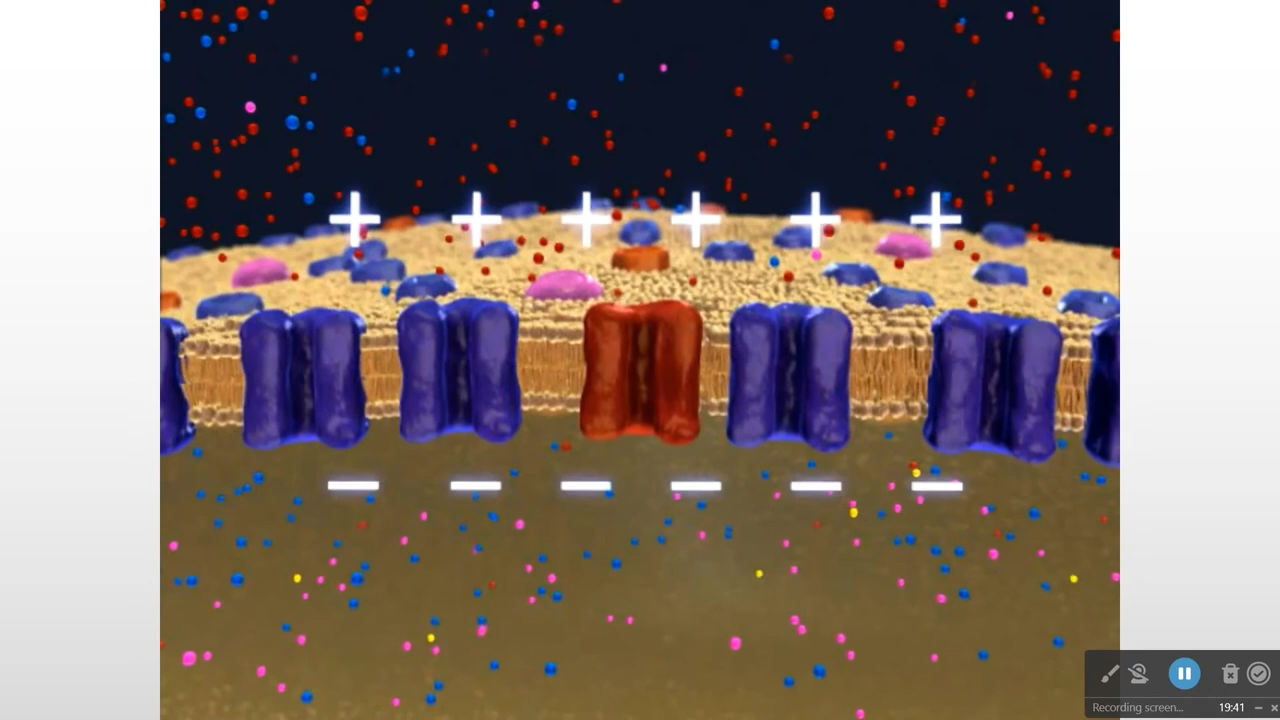 + + + + + +
− − − − − −
Recording screen... 19:41